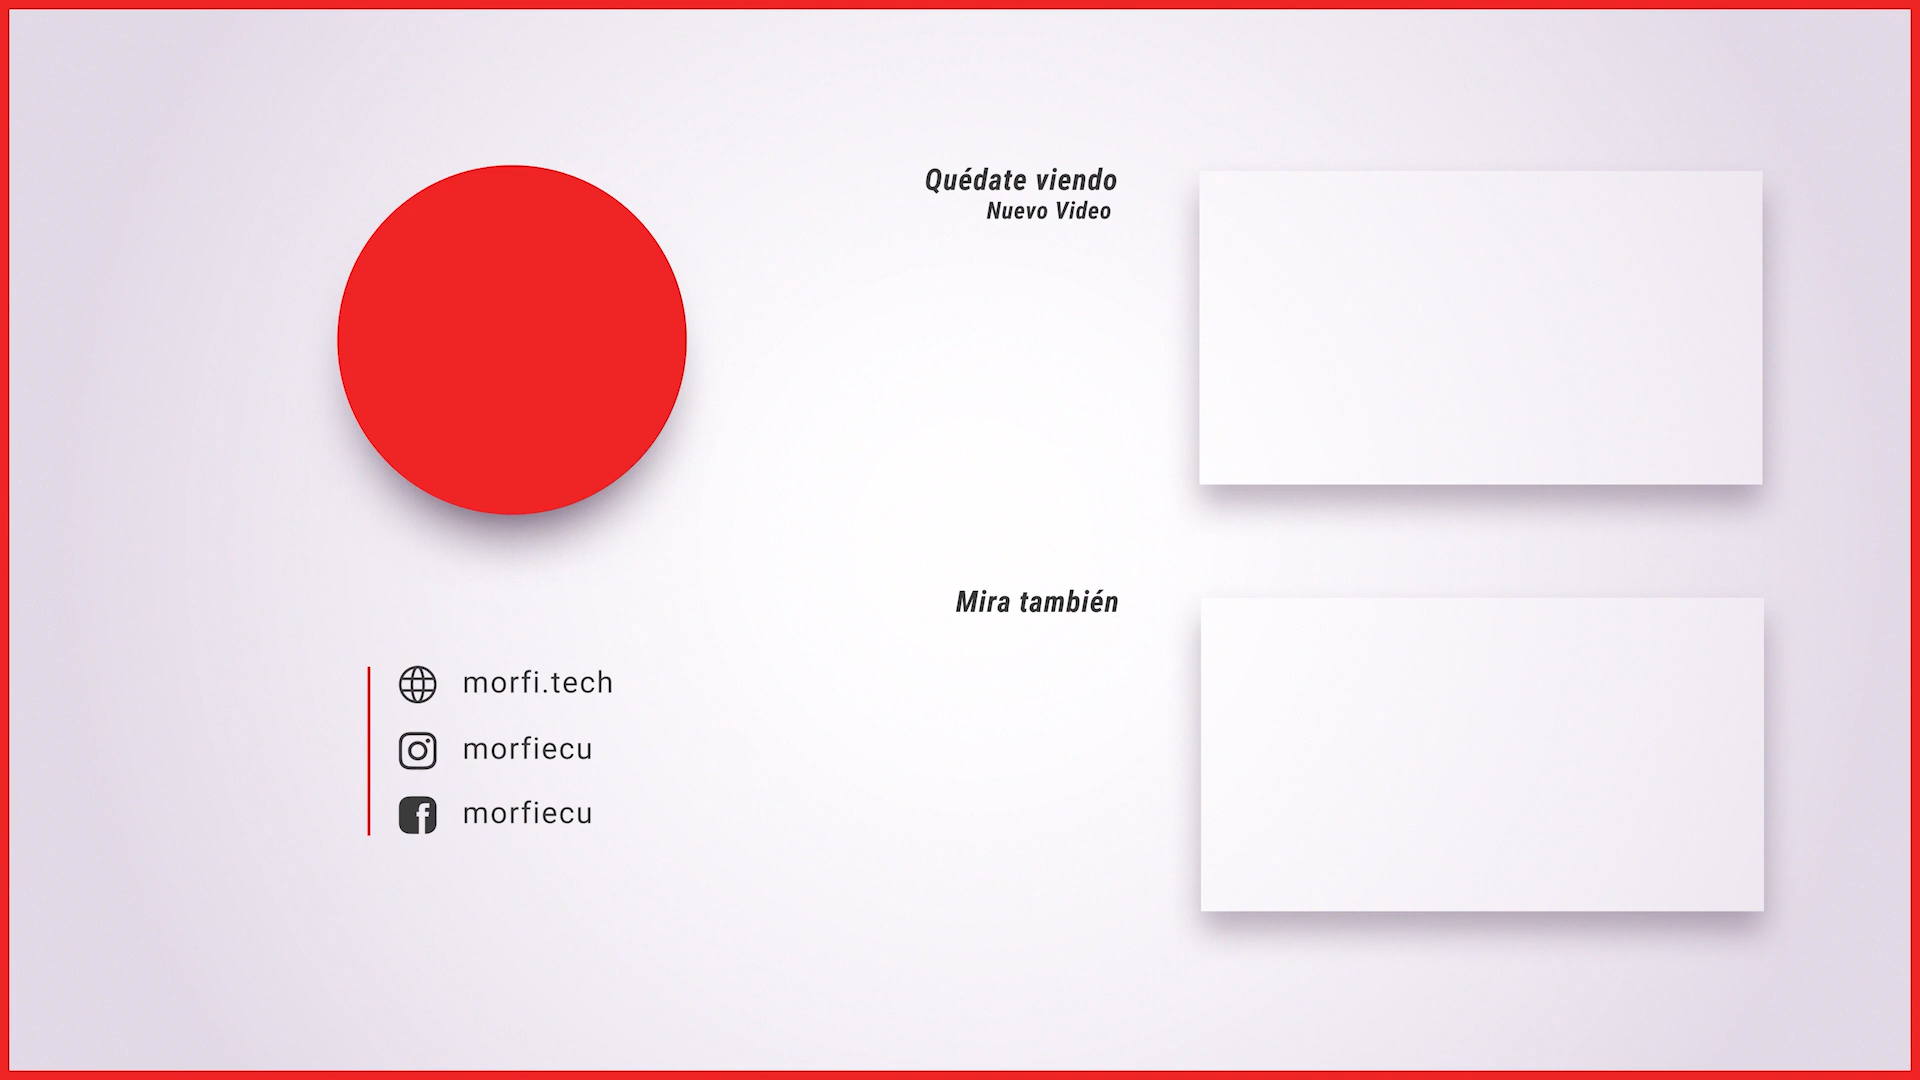 Quédate viendo
Nuevo Video
Mira también
morfi.tech
morfiecu
morfiecu